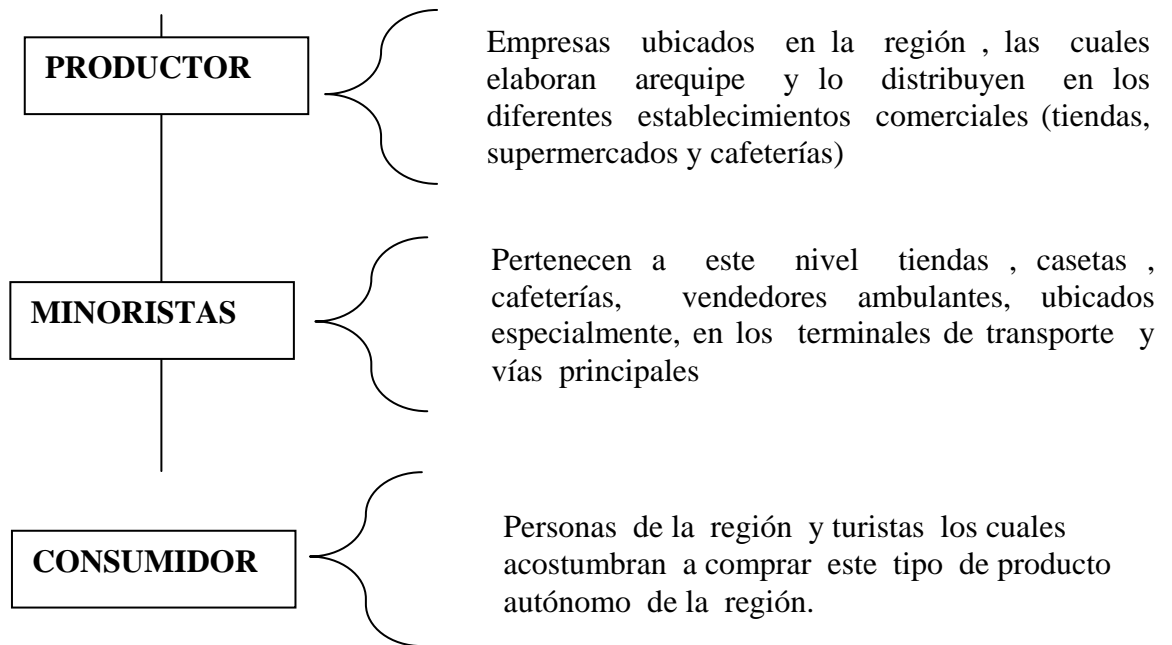 PRODUCTOR
Empresas ubicados en la región , las cuales
elaboran arequipe y lo distribuyen en los
diferentes establecimientos comerciales (tiendas,
supermercados y cafeterías)
MINORISTAS
Pertenecen a este nivel tiendas , casetas ,
cafeterías, vendedores ambulantes, ubicados
especialmente, en los terminales de transporte y
vías principales
CONSUMIDOR
Personas de la región y turistas los cuales
acostumbran a comprar este tipo de producto
autónomo de la región.